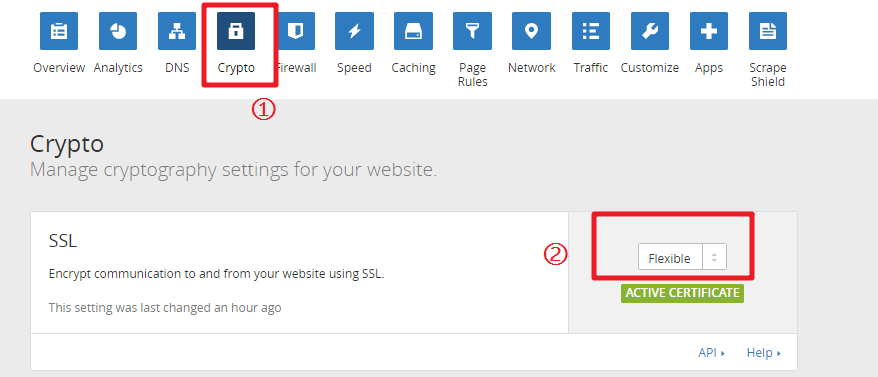 Overview Analytics DNS Crypto Firewall Speed Caching Page Rules Network Traffic Customize Apps Scrape Shield
①
Crypto
Manage cryptography settings for your website.
SSL
②
Flexible
Encrypt communication to and from your website using SSL.
ACTIVE CERTIFICATE
This setting was last changed an hour ago
API Help